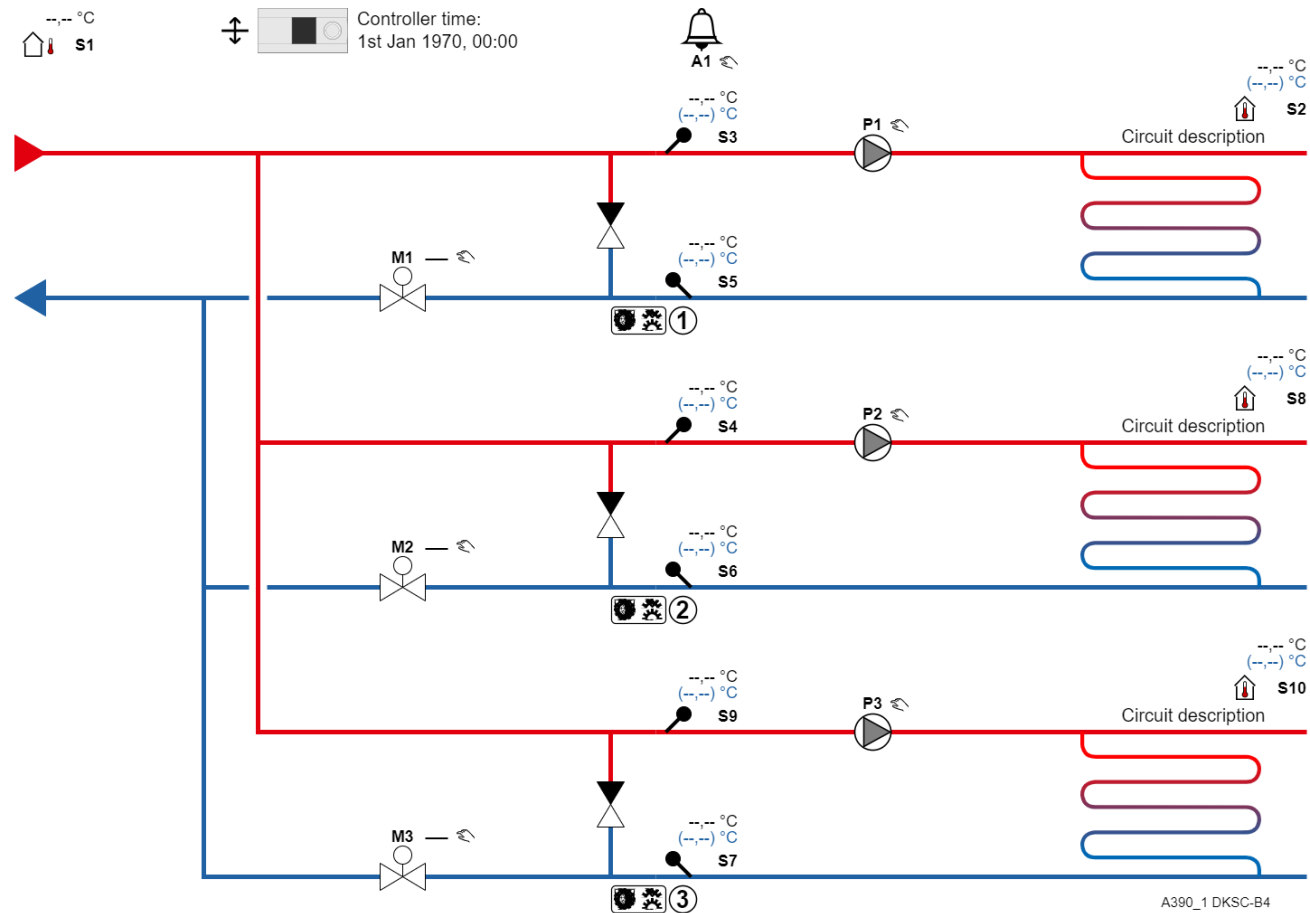 --,-- °C
S1
Controller time:
1st Jan 1970, 00:00
A1
--,-- °C
(--,--) °C
S2
Circuit description
--,-- °C
(--,--) °C
S3
P1
--,-- °C
(--,--) °C
S5
M1
1
--,-- °C
(--,--) °C
S8
Circuit description
--,-- °C
(--,--) °C
S4
P2
--,-- °C
(--,--) °C
S6
M2
2
--,-- °C
(--,--) °C
S10
Circuit description
--,-- °C
(--,--) °C
S9
P3
--,-- °C
(--,--) °C
S7
M3
3
A390_1 DKSC-B4